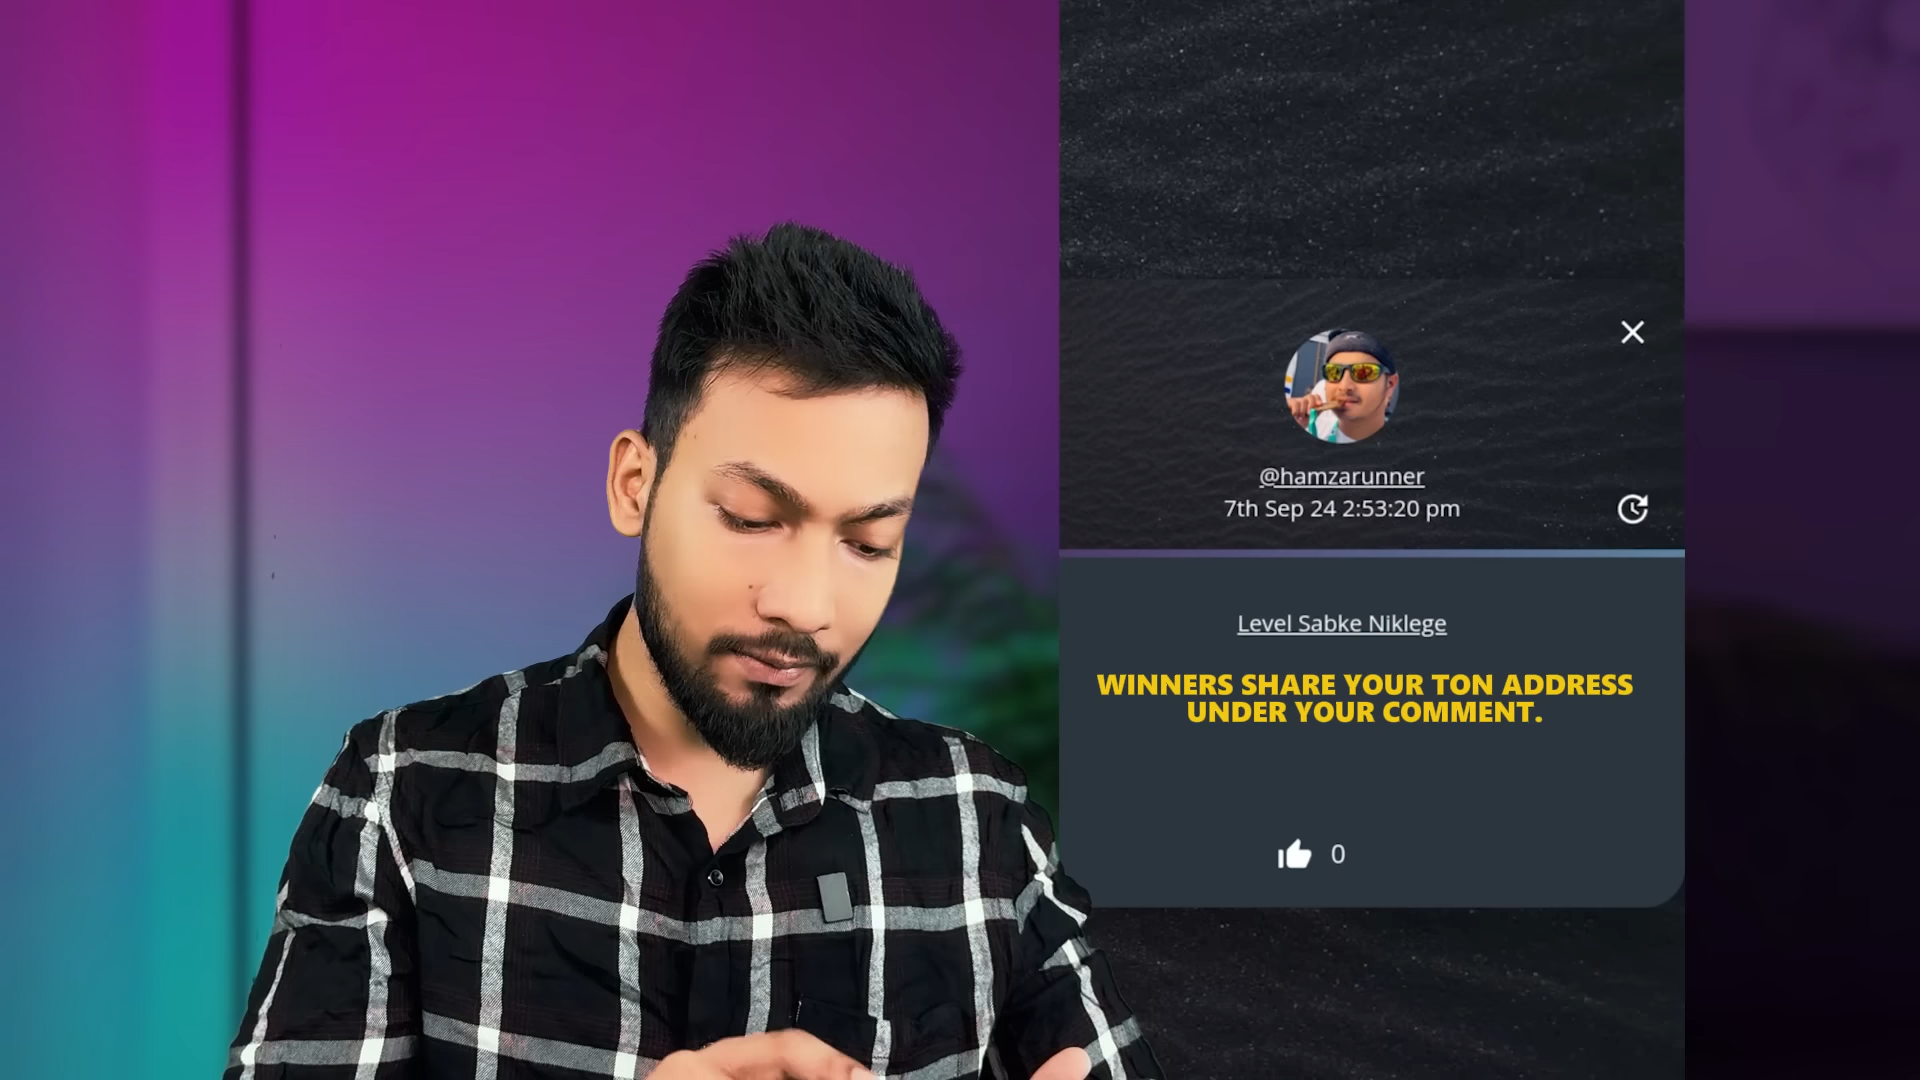 @hamzarunner
7th Sep 24 2:53:20 pm
Level Sabke Niklege
WINNERS SHARE YOUR TON ADDRESS
UNDER YOUR COMMENT.
0